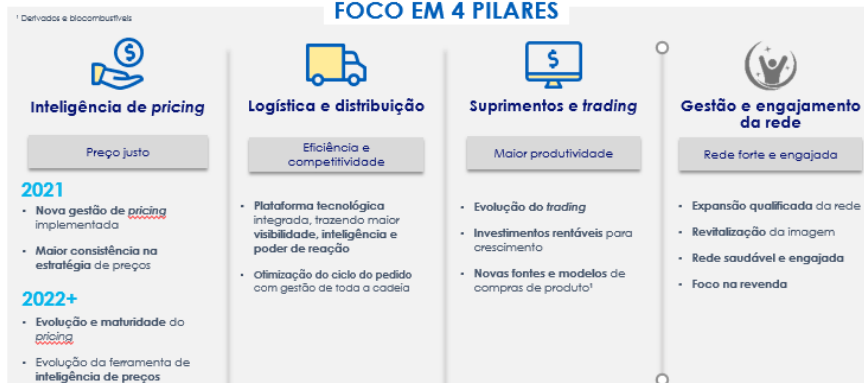 FOCO EM 4 PILARES
¹ Derivados e biocombustíveis
Inteligência de pricing
Preço justo
2021
• Nova gestão de pricing
implementada
• Maior consistência na
estratégia de preços
2022+
• Evolução e maturidade do
pricing
• Evolução da ferramenta de
inteligência de preços
Logística e distribuição
Eficiência e
competitividade
• Plataforma tecnológica
integrada, trazendo maior
visibilidade, inteligência e
poder de reação
• Otimização do ciclo do pedido
com gestão de toda a cadeia
Suprimentos e trading
Maior produtividade
• Evolução do trading
• Investimentos rentáveis para
crescimento
• Novas fontes e modelos de
compras de produto¹
Gestão e engajamento
da rede
Rede forte e engajada
• Expansão qualificada da rede
• Revitalização da imagem
• Rede saudável e engajada
• Foco na revenda